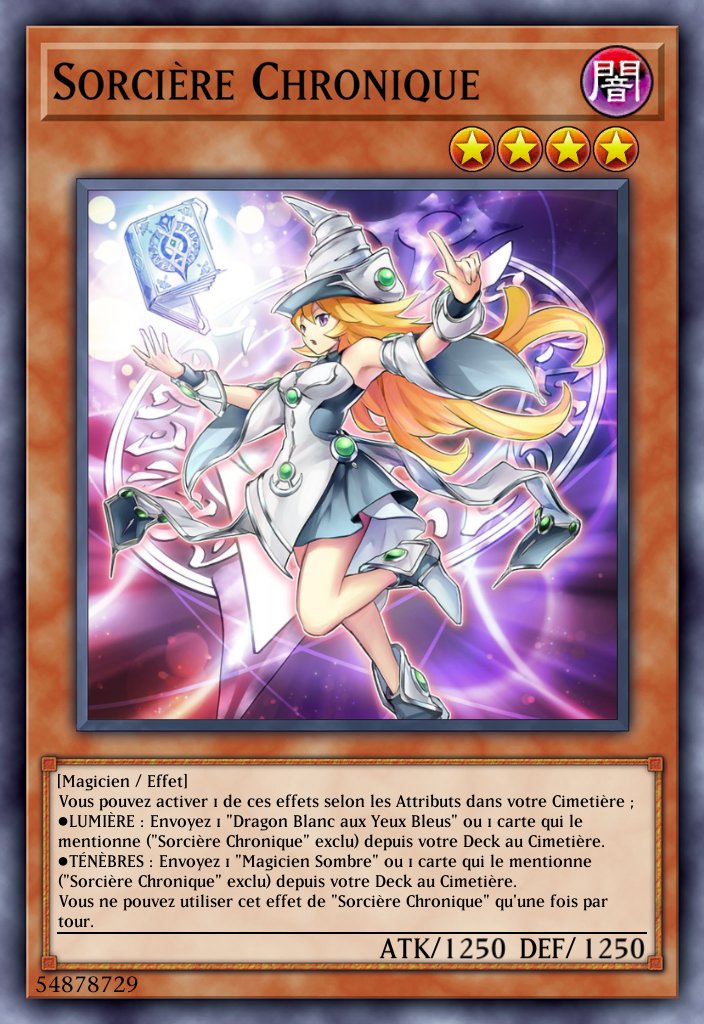 SORCIÈRE CHRONIQUE
闇
[Magicien / Effet]
Vous pouvez activer 1 de ces effets selon les Attributs dans votre Cimetière ;
●LUMIÈRE : Envoyez 1 "Dragon Blanc aux Yeux Bleus" ou 1 carte qui le
mentionne ("Sorcière Chronique" exclu) depuis votre Deck au Cimetière.
●TÉNÈBRES : Envoyez 1 "Magicien Sombre" ou 1 carte qui le mentionne
("Sorcière Chronique" exclu) depuis votre Deck au Cimetière.
Vous ne pouvez utiliser cet effet de "Sorcière Chronique" qu'une fois par
tour.
ATK/1250 DEF/ 1250
54878729